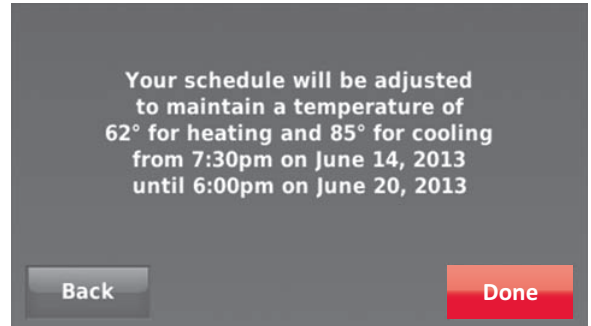 Your schedule will be adjusted
to maintain a temperature of
62° for heating and 85° for cooling
from 7:30pm on June 14, 2013
until 6:00pm on June 20, 2013
Back
Done